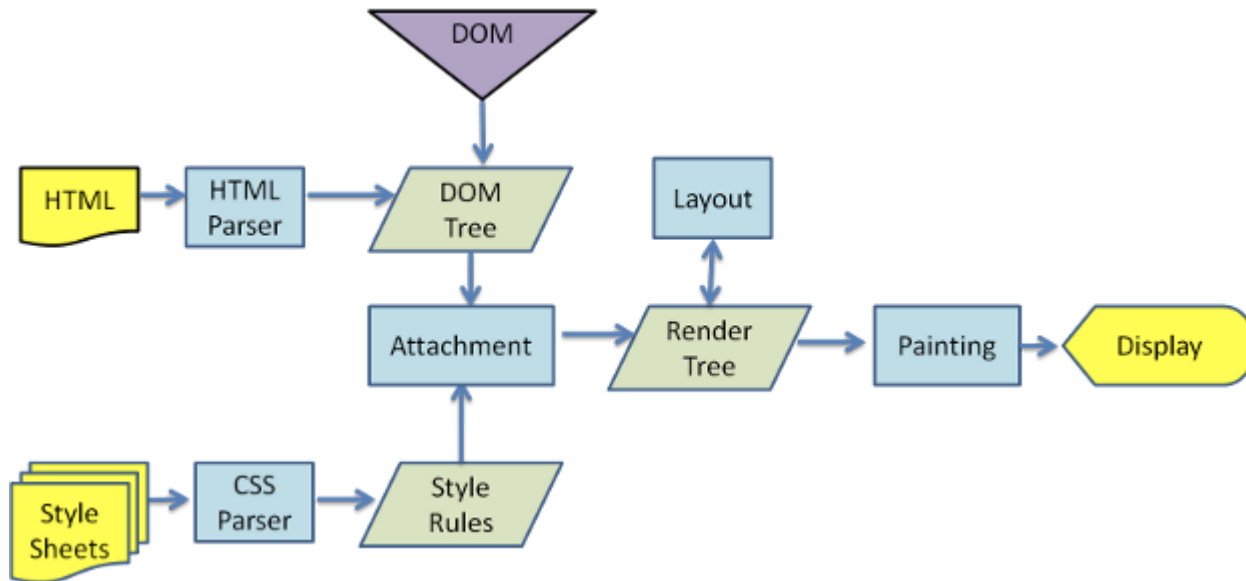 DOM
HTML
HTML
Parser
DOM
Tree
Layout
Attachment
Render
Tree
Painting
Display
Style
Sheets
CSS
Parser
Style
Rules